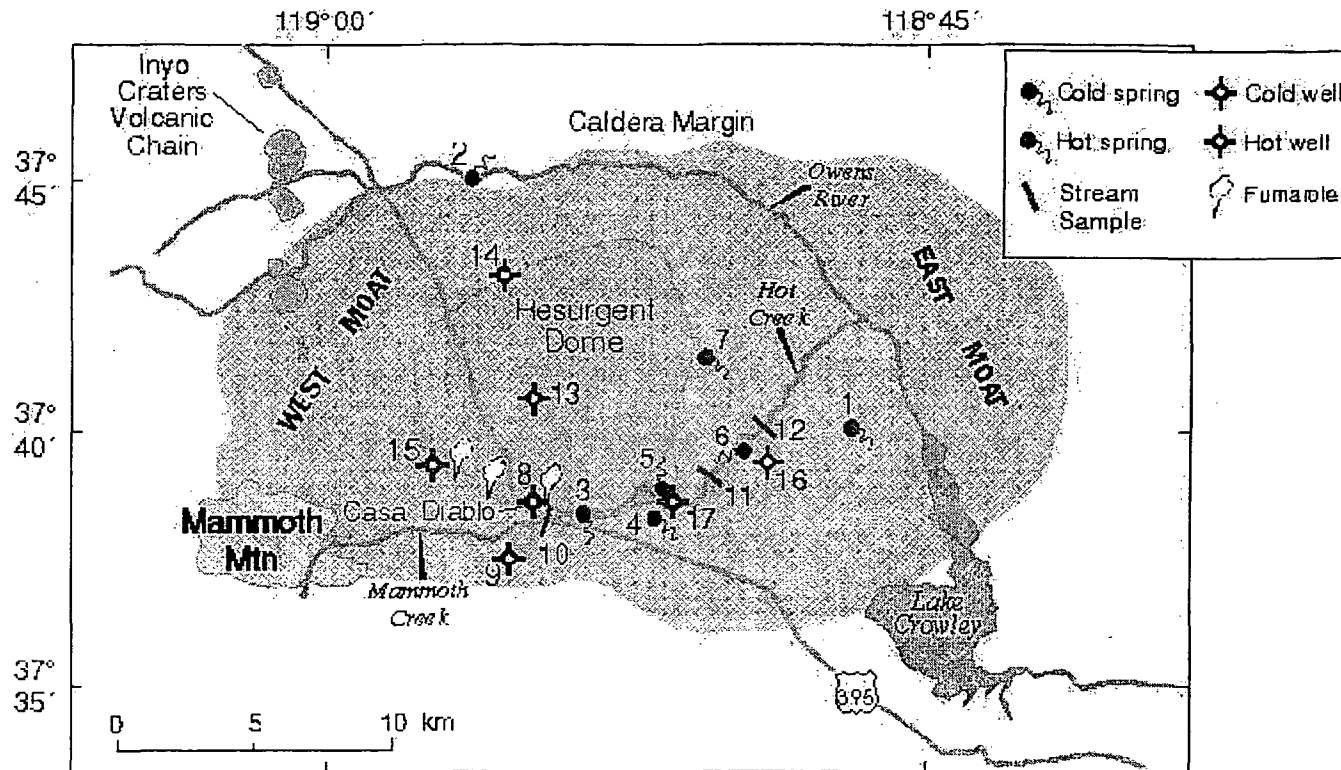 119° 00´
118° 45´
Inyo
Craters
Volcanic
Chain
Caldera Margin
Cold spring
Cold well
Hot spring
Hot well
Stream
Sample
Fumarole
37°
45´
2
Owens
River
EAST MOAT
WEST MOAT
14
Hesurgent
Dome
Hot
Creek
7
13
37°
40´
1
12
6
15
16
5
8
3
11
Casa Diablo
4
17
Mammoth
Mtn
10
9
Mammoth
Creek
Lake
Crowley
37°
35´
395
0 5 10 km